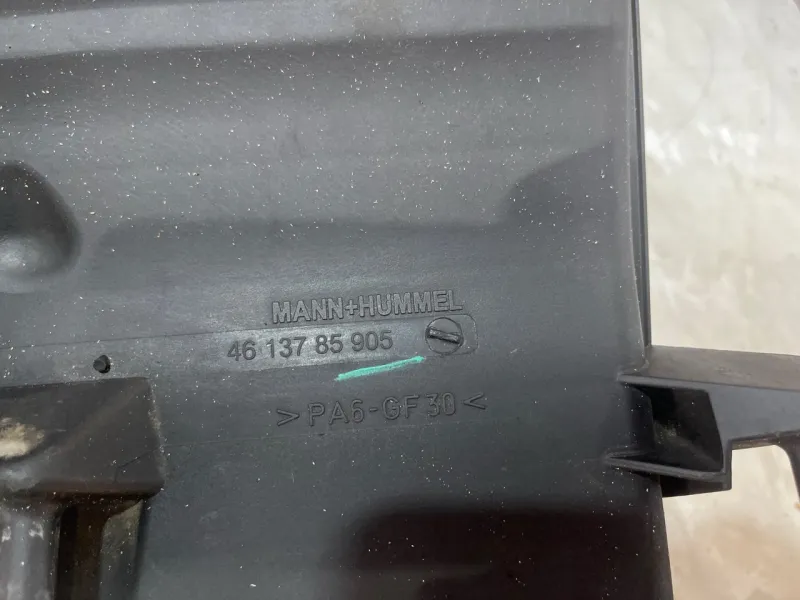 MANN+HUMMEL
46 137 85 905
>PA6-GF30<